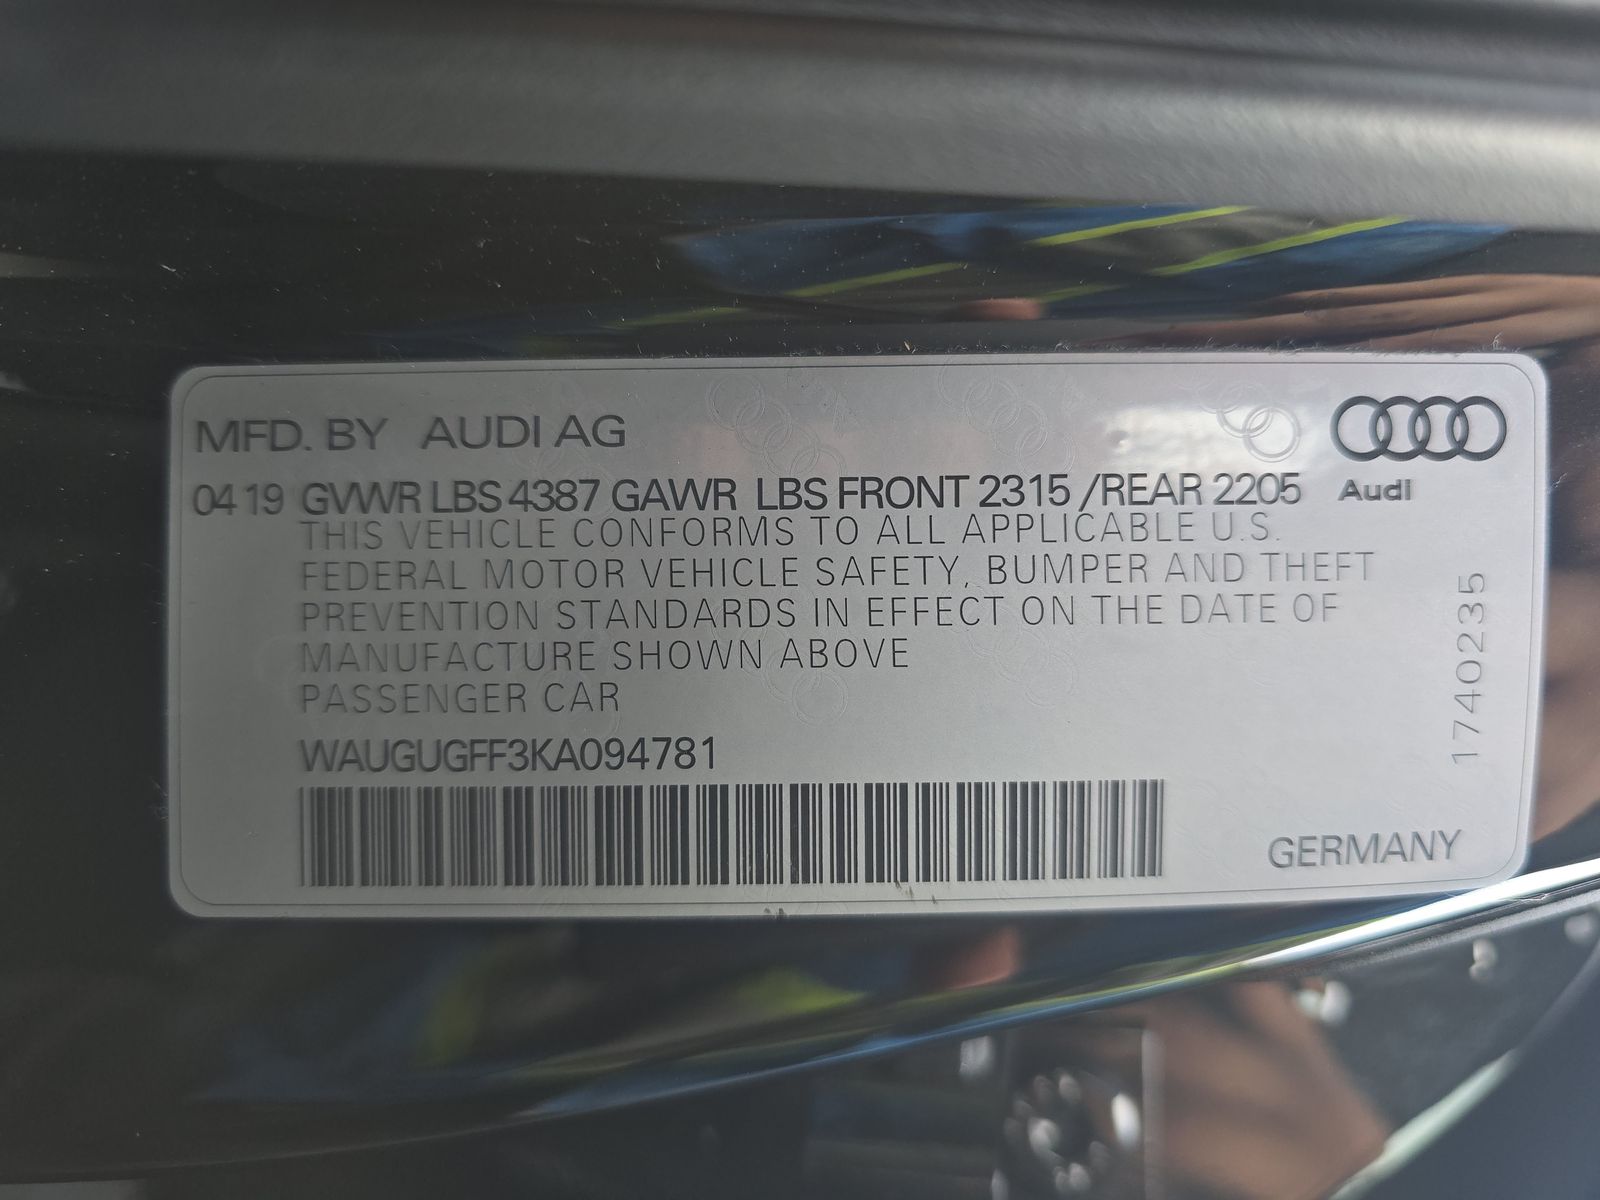 MFD. BY AUDI AG
04 19 GVWR LBS 4387 GAWR LBS FRONT 2315 /REAR 2205
Audi
THIS VEHICLE CONFORMS TO ALL APPLICABLE U.S.
FEDERAL MOTOR VEHICLE SAFETY, BUMPER AND THEFT
PREVENTION STANDARDS IN EFFECT ON THE DATE OF
MANUFACTURE SHOWN ABOVE
PASSENGER CAR
WAUGUGFF3KA094781
1740235
GERMANY